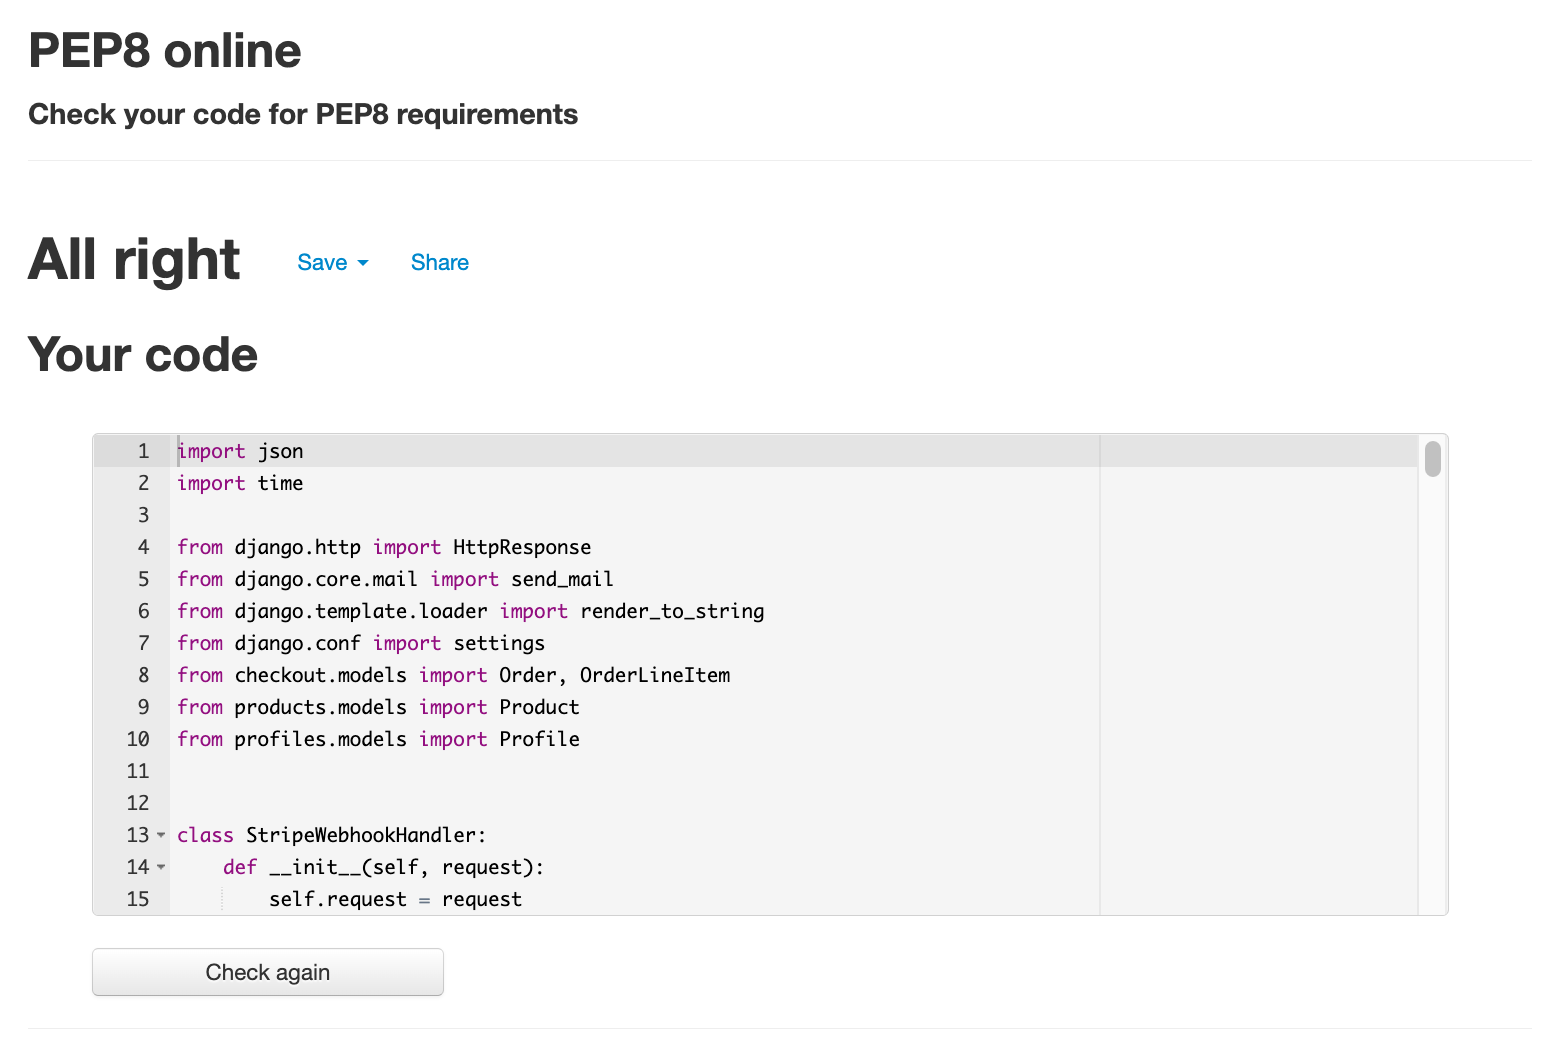 PEP8 online
Check your code for PEP8 requirements
All right Save Share
Your code
1 import json
2 import time
3
4 from django.http import HttpResponse
5 from django.core.mail import send_mail
6 from django.template.loader import render_to_string
7 from django.conf import settings
8 from checkout.models import Order, OrderLineItem
9 from products.models import Product
10 from profiles.models import Profile
11
12
13 class StripeWebhookHandler:
14     def __init__(self, request):
15         self.request = request
Check again